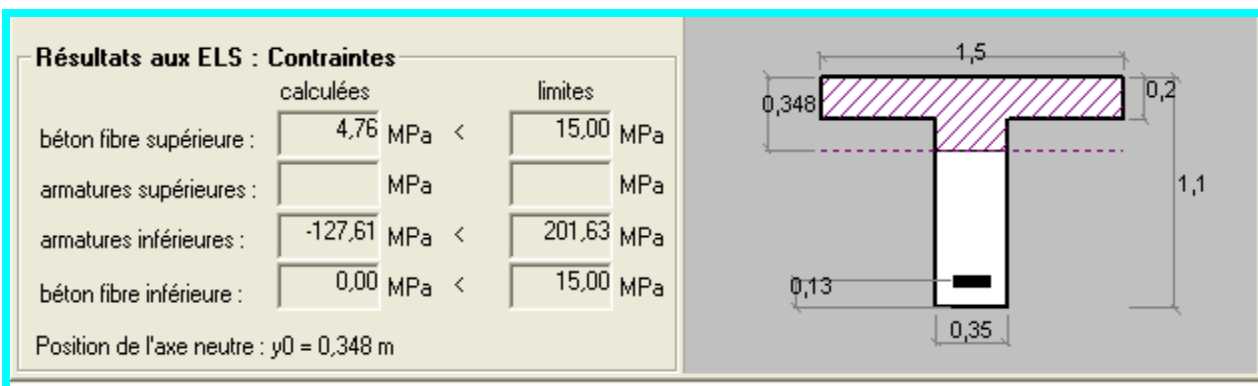 Résultats aux ELS : Contraintes
calculées limites
béton fibre supérieure : 4,76 MPa < 15,00 MPa
armatures supérieures : MPa MPa
armatures inférieures : -127,61 MPa < 201,63 MPa
béton fibre inférieure : 0,00 MPa < 15,00 MPa
Position de l'axe neutre : y0 = 0,348 m
1,5
0,348
0,2
1,1
0,13
0,35